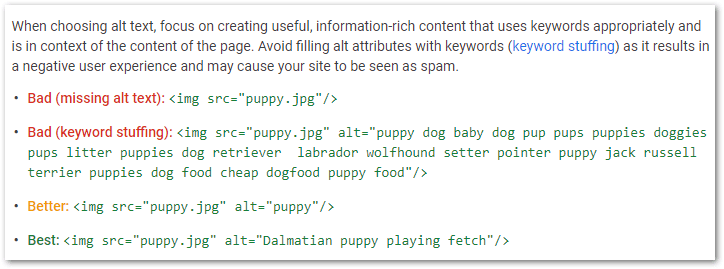 When choosing alt text, focus on creating useful, information-rich content that uses keywords appropriately and
is in context of the content of the page. Avoid filling alt attributes with keywords (keyword stuffing) as it results in
a negative user experience and may cause your site to be seen as spam.
• Bad (missing alt text): <img src="puppy.jpg"/>
• Bad (keyword stuffing): <img src="puppy.jpg" alt="puppy dog baby dog pup pups puppies doggies
pups litter puppies dog retriever  labrador wolfhound setter pointer puppy jack russell
terrier puppies dog food cheap dogfood puppy food"/>
• Better: <img src="puppy.jpg" alt="puppy"/>
• Best: <img src="puppy.jpg" alt="Dalmatian puppy playing fetch"/>